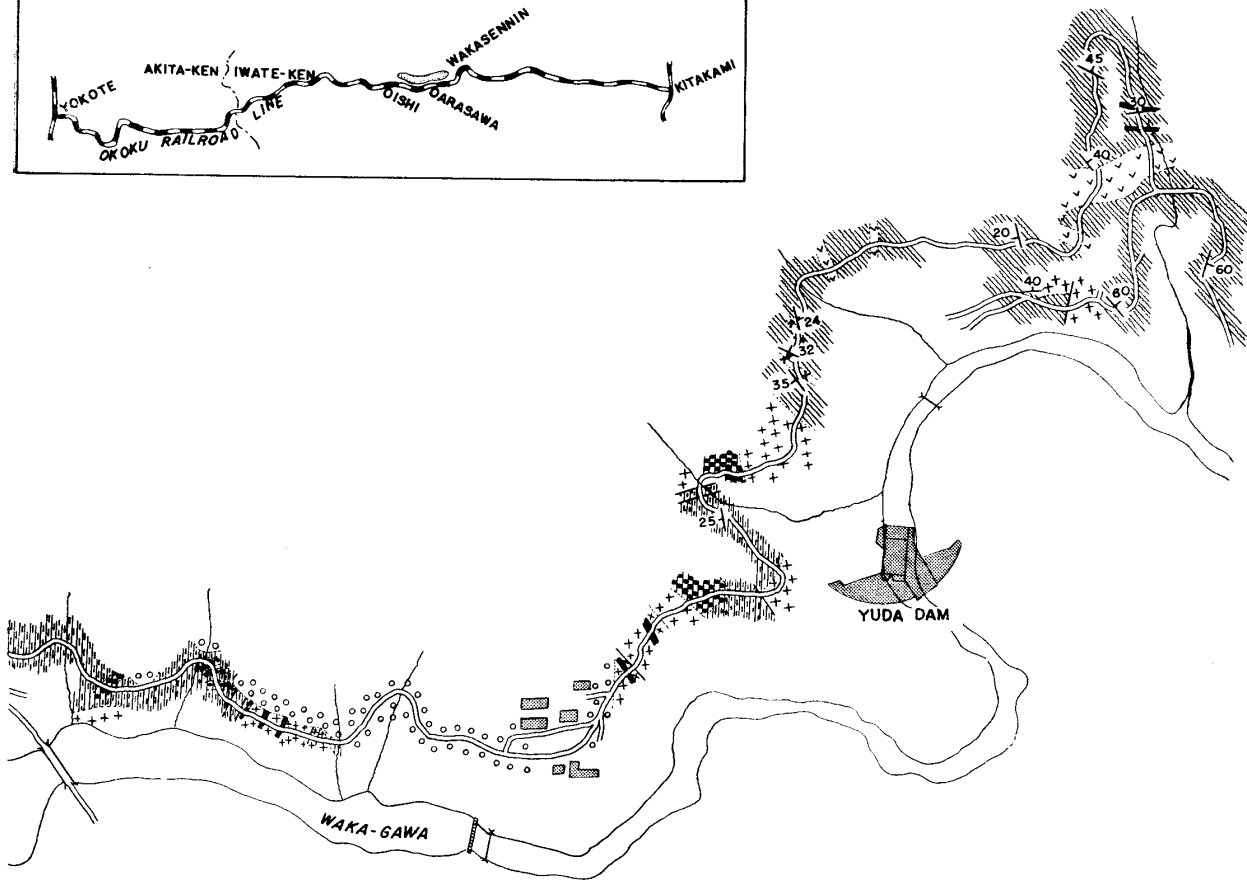 WAKASENNIN
AKITA-KEN IWATE-KEN
KITAKAMI
YOKOTE
OISHI
DARASAWA
OKOKU RAILROAD LINE
45
30
40
20
60
40
60
24
32
35
25
YUDA DAM
WAKA-GAWA